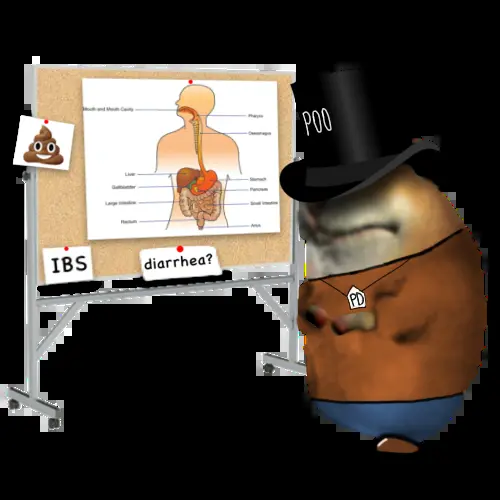 Mouth and Mouth Cavity
Pharynx
Oesophagus
Liver
Stomach
Gallbladder
Pancreas
Large Intestine
Small Intestine
Rectum
Anus
IBS
diarrhea?
POO
PD